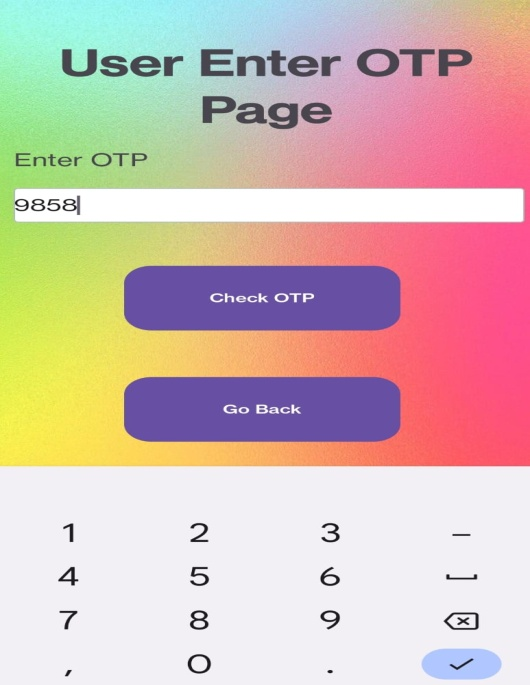 User Enter OTP
Page
Enter OTP
9858
Check OTP
Go Back
1 2 3 –
4 5 6
7 8 9
, 0 .